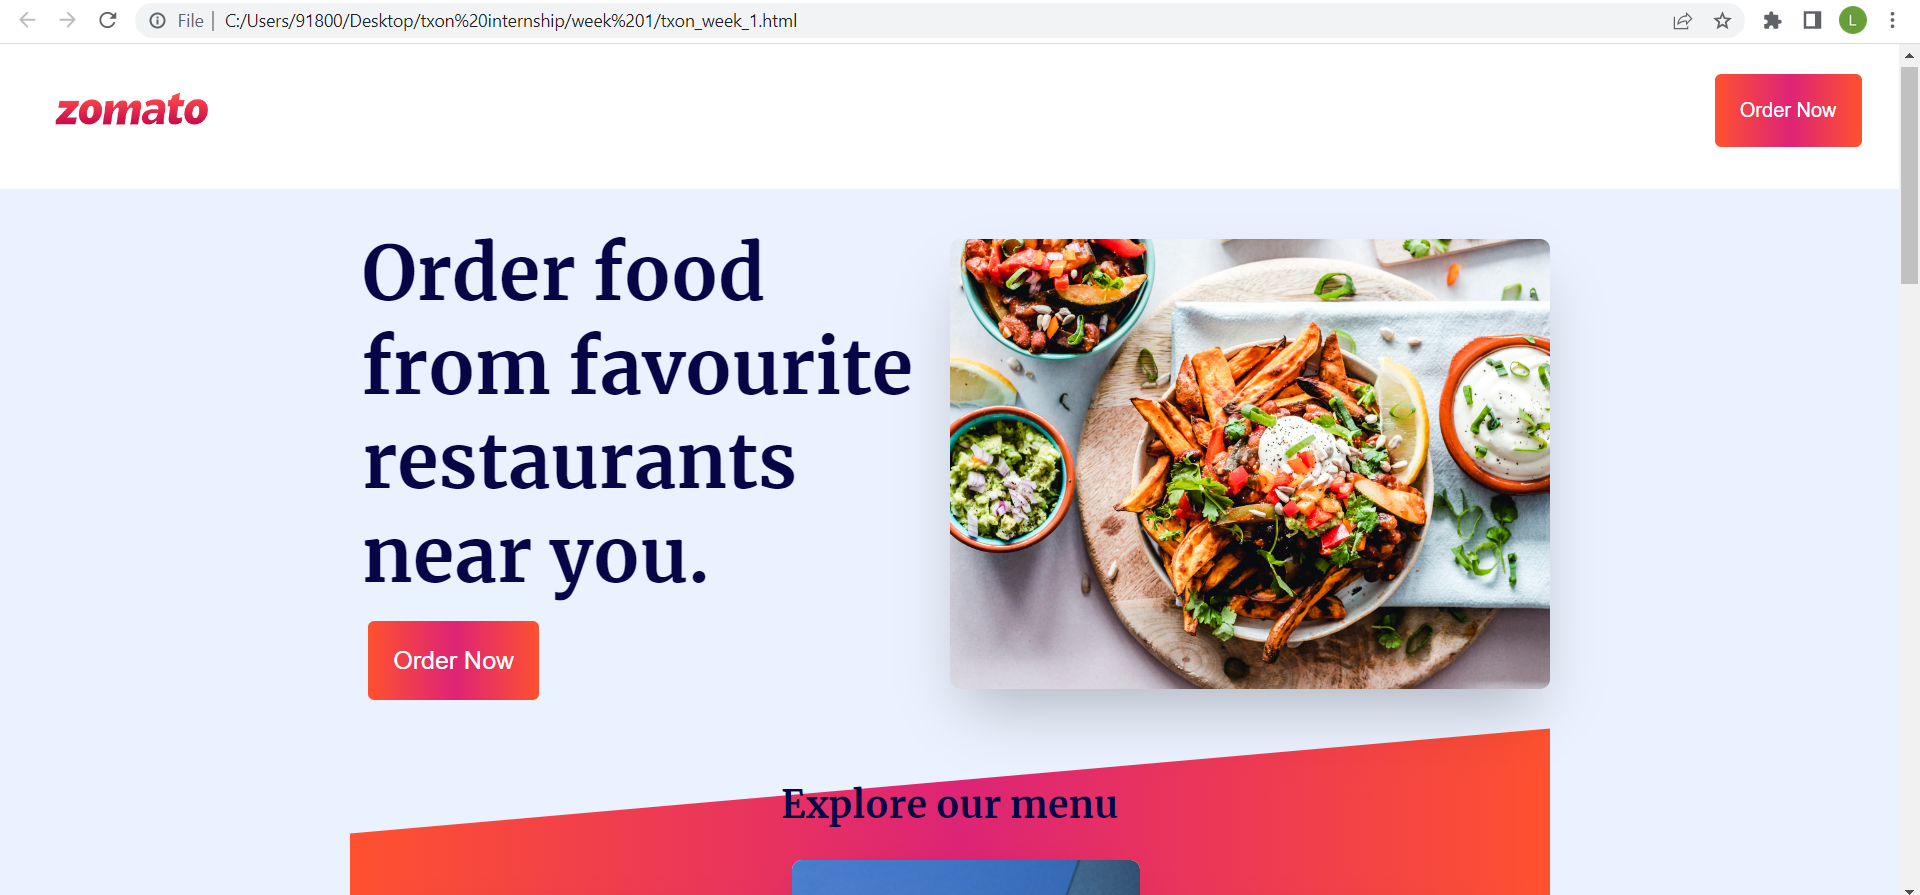 File | C:/Users/91800/Desktop/txon%20internship/week%201/txon_week_1.html
L
zomato
Order Now
Order food
from favourite
restaurants
near you.
Order Now
Explore our menu